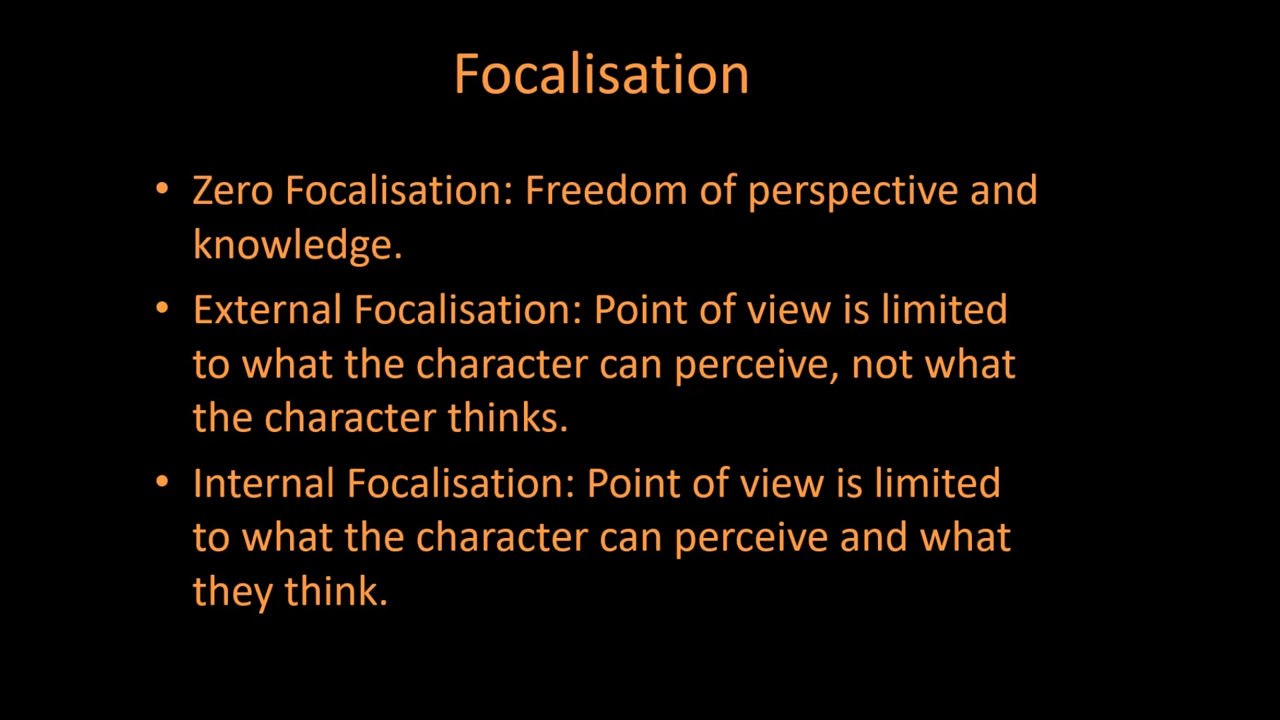 Focalisation
• Zero Focalisation: Freedom of perspective and
knowledge.
• External Focalisation: Point of view is limited
to what the character can perceive, not what
the character thinks.
• Internal Focalisation: Point of view is limited
to what the character can perceive and what
they think.